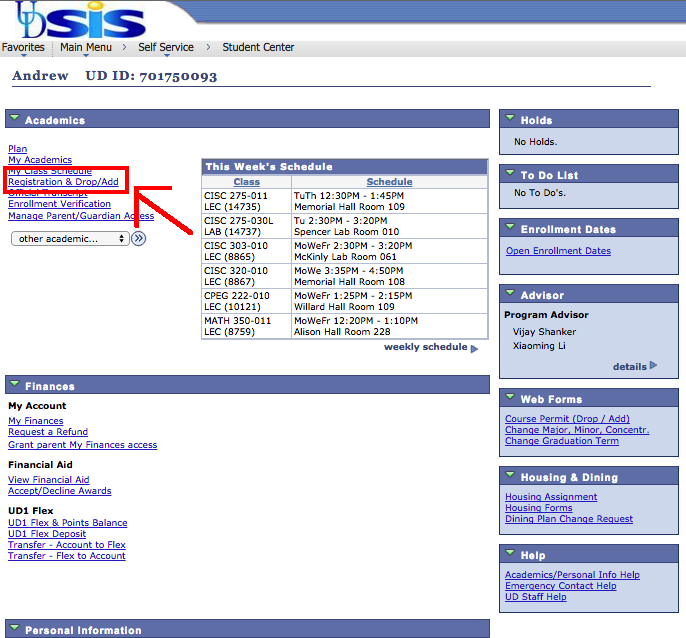 UDSIS
Favorites Main Menu > Self Service > Student Center
Andrew UD ID: 701750093
Academics
Plan
My Academics
My Class Schedule
Registration & Drop/Add
Official Transcript
Enrollment Verification
Manage Parent/Guardian Access
other academic...
This Week's Schedule
Class Schedule
CISC 275-011 TuTh 12:30PM - 1:45PM
LEC (14735) Memorial Hall Room 109
CISC 275-030L Tu 2:30PM - 3:20PM
LAB (14737) Spencer Lab Room 010
CISC 303-010 MoWeFr 2:30PM - 3:20PM
LEC (8865) McKinly Lab Room 061
CISC 320-010 MoWe 3:35PM - 4:50PM
LEC (8867) Memorial Hall Room 108
CPEG 222-010 MoWeFr 1:25PM - 2:15PM
LEC (10121) Willard Hall Room 109
MATH 350-011 MoWeFr 12:20PM - 1:10PM
LEC (8759) Alison Hall Room 228
weekly schedule
Finances
My Account
My Finances
Request a Refund
Grant parent My Finances access
Financial Aid
View Financial Aid
Accept/Decline Awards
UD1 Flex
UD1 Flex & Points Balance
UD1 Flex Deposit
Transfer - Account to Flex
Transfer - Flex to Account
Personal Information
Holds
No Holds.
To Do List
No To Do's.
Enrollment Dates
Open Enrollment Dates
Advisor
Program Advisor
Vijay Shanker
Xiaoming Li
details
Web Forms
Course Permit (Drop / Add)
Change Major, Minor, Concentr.
Change Graduation Term
Housing & Dining
Housing Assignment
Housing Forms
Dining Plan Change Request
Help
Academics/Personal Info Help
Emergency Contact Help
UD Staff Help